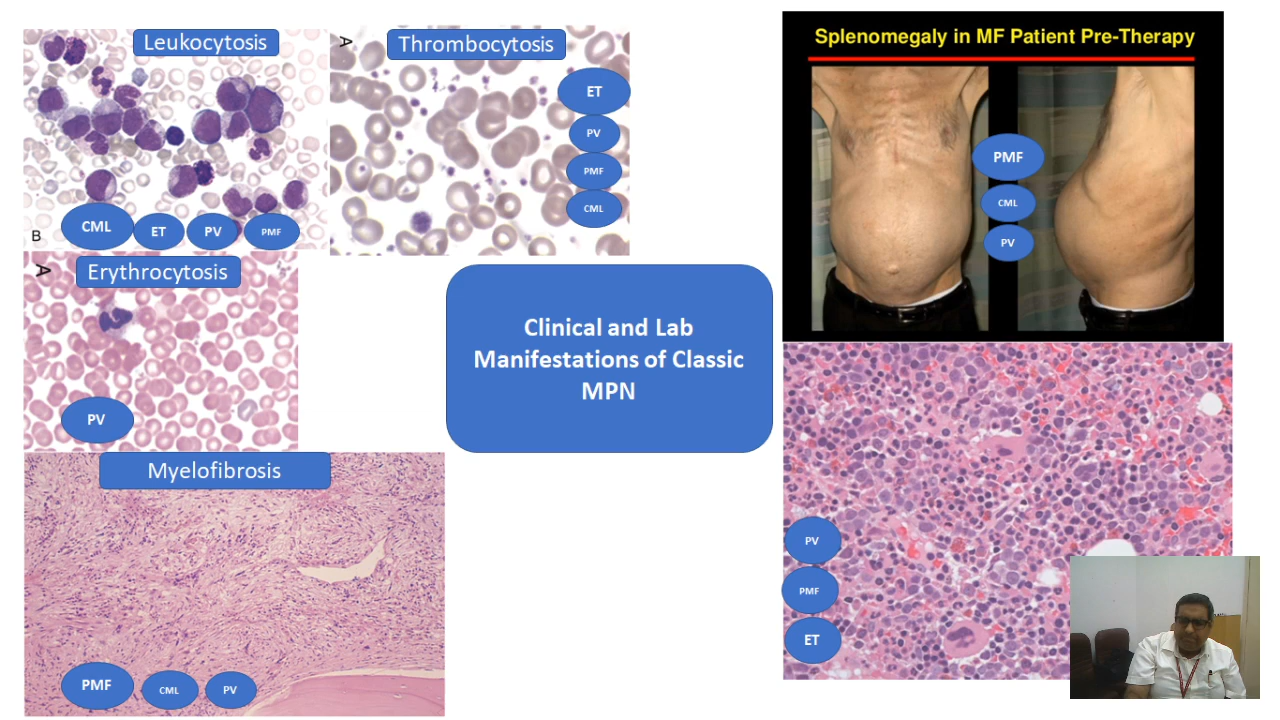 Leukocytosis
B
CML
ET
PV
PMF
A
Thrombocytosis
ET
PV
PMF
CML
A
Erythrocytosis
PV
Clinical and Lab
Manifestations of Classic
MPN
Splenomegaly in MF Patient Pre-Therapy
PMF
CML
PV
Myelofibrosis
PMF
CML
PV
PV
PMF
ET